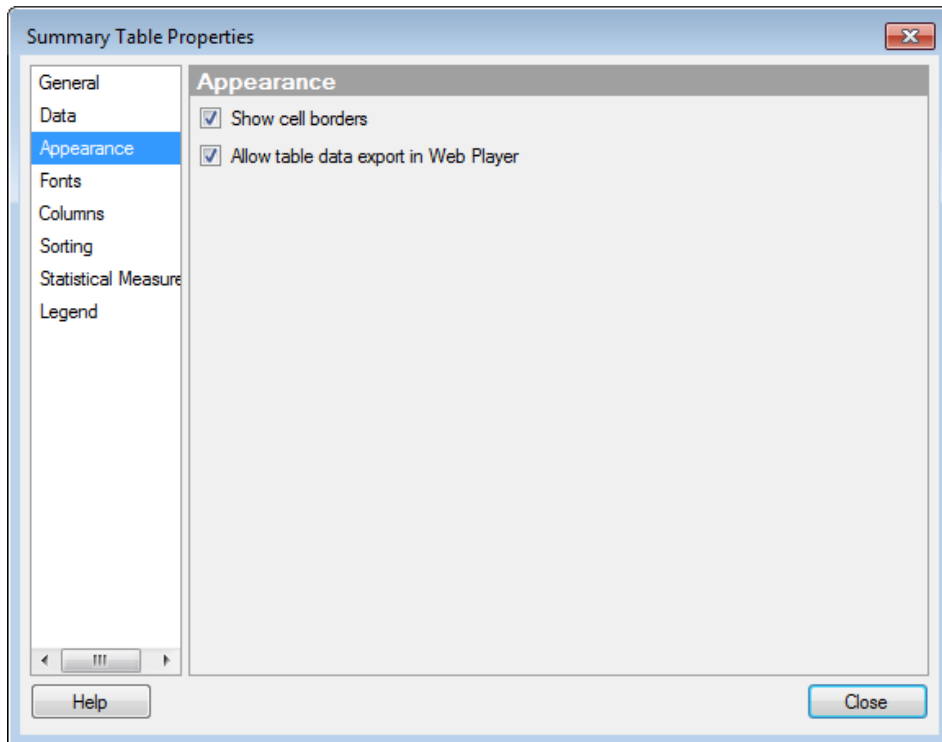 Summary Table Properties
General
Data
Appearance
Fonts
Columns
Sorting
Statistical Measure
Legend
Appearance
Show cell borders
Allow table data export in Web Player
Help
Close